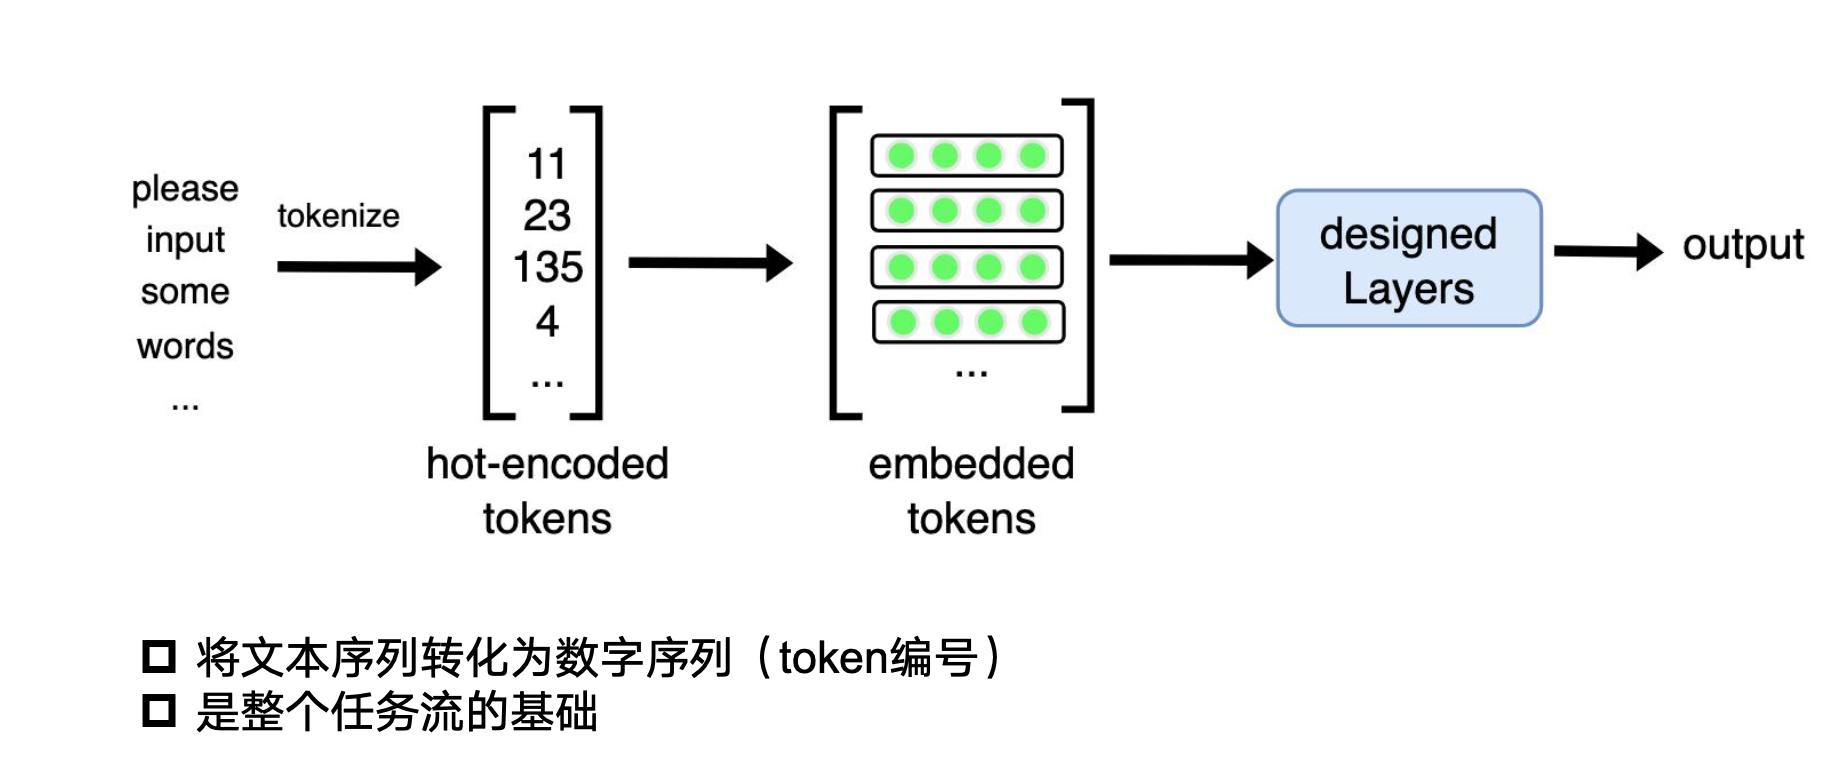 please
input
some
words
...
tokenize
11
23
135
4
...
hot-encoded
tokens
...
embedded
tokens
designed
Layers
output
将文本序列转化为数字序列（token编号）
是整个任务流的基础